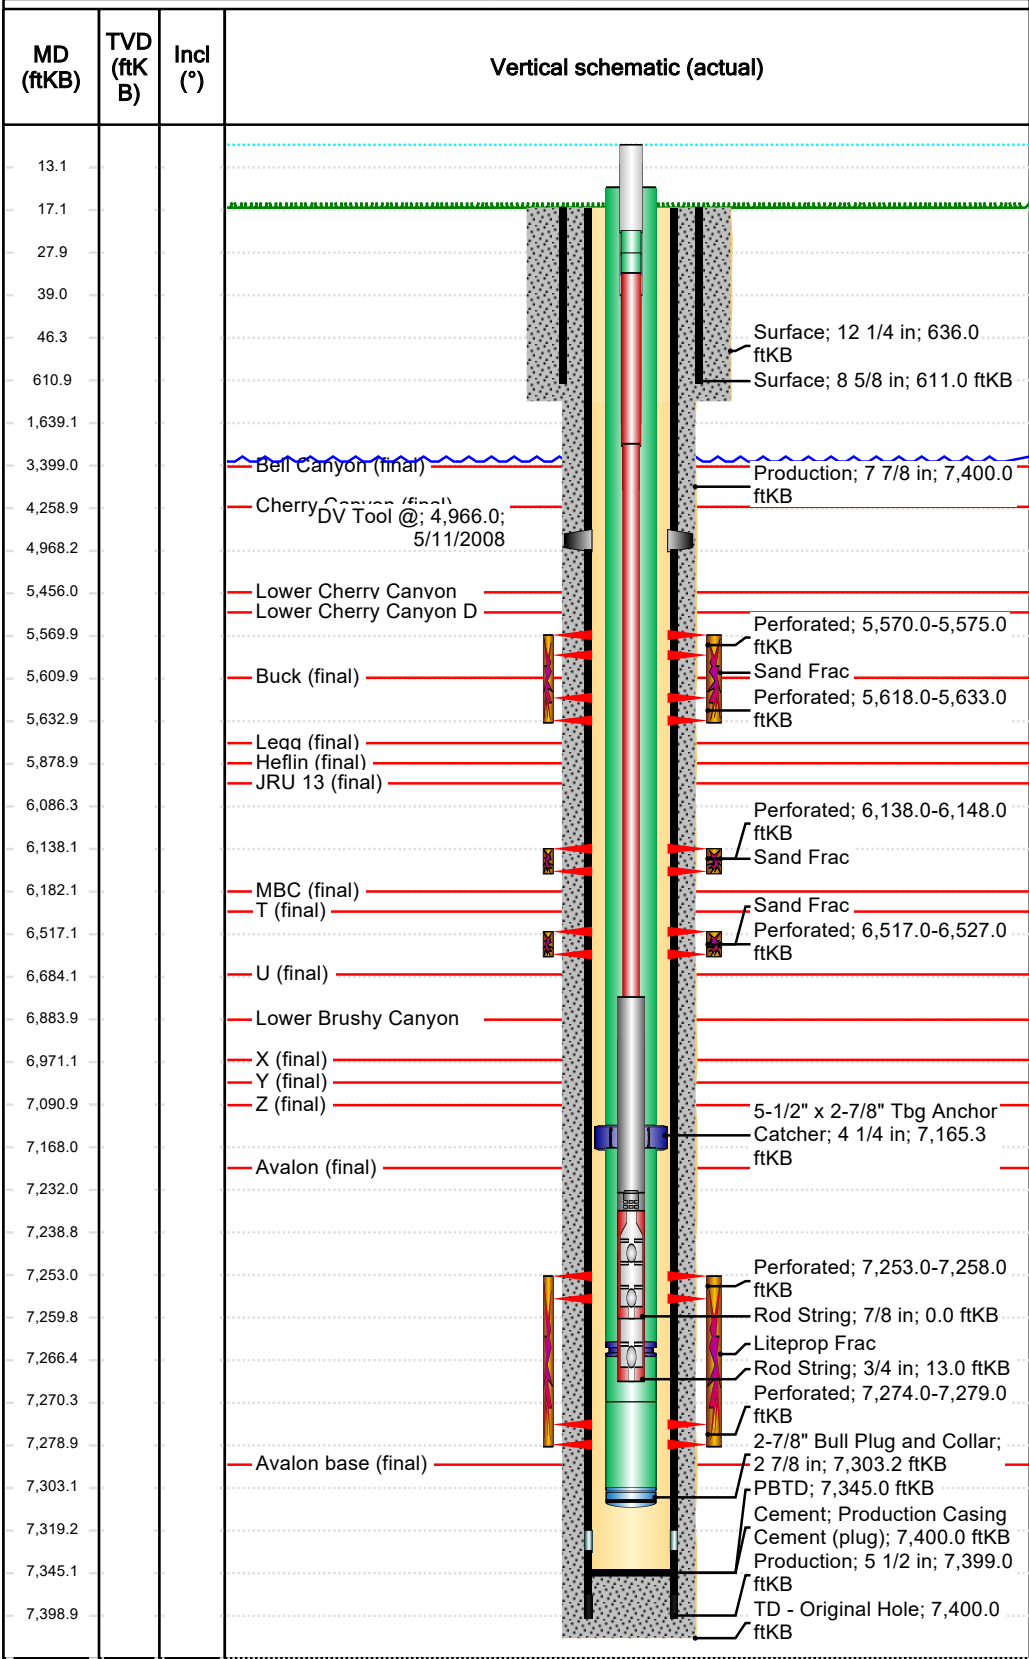 MD
(ftKB)
TVD
(ftK
B)
Incl
(°)
Vertical schematic (actual)
13.1
17.1
27.9
39.0
46.3
610.9
1,639.1
3,399.0
4,258.9
4,968.2
5,456.0
5,569.9
5,609.9
5,632.9
5,878.9
6,086.3
6,138.1
6,182.1
6,517.1
6,684.1
6,883.9
6,971.1
7,090.9
7,168.0
7,232.0
7,238.8
7,253.0
7,259.8
7,266.4
7,270.3
7,278.9
7,303.1
7,319.2
7,345.1
7,398.9
Bell Canyon (final)
Cherry Canyon (final)
DV Tool @; 4,966.0;
5/11/2008
Lower Cherry Canyon
Lower Cherry Canyon D
Buck (final)
Legg (final)
Heflin (final)
JRU 13 (final)
MBC (final)
T (final)
U (final)
Lower Brushy Canyon
X (final)
Y (final)
Z (final)
Avalon (final)
Avalon base (final)
Surface; 12 1/4 in; 636.0
ftKB
Surface; 8 5/8 in; 611.0 ftKB
Production; 7 7/8 in; 7,400.0
ftKB
Perforated; 5,570.0-5,575.0
ftKB
Sand Frac
Perforated; 5,618.0-5,633.0
ftKB
Perforated; 6,138.0-6,148.0
ftKB
Sand Frac
Sand Frac
Perforated; 6,517.0-6,527.0
ftKB
5-1/2" x 2-7/8" Tbg Anchor
Catcher; 4 1/4 in; 7,165.3
ftKB
Perforated; 7,253.0-7,258.0
ftKB
Rod String; 7/8 in; 0.0 ftKB
Liteprop Frac
Rod String; 3/4 in; 13.0 ftKB
Perforated; 7,274.0-7,279.0
ftKB
2-7/8" Bull Plug and Collar;
2 7/8 in; 7,303.2 ftKB
PBTD; 7,345.0 ftKB
Cement; Production Casing
Cement (plug); 7,400.0 ftKB
Production; 5 1/2 in; 7,399.0
ftKB
TD - Original Hole; 7,400.0
ftKB